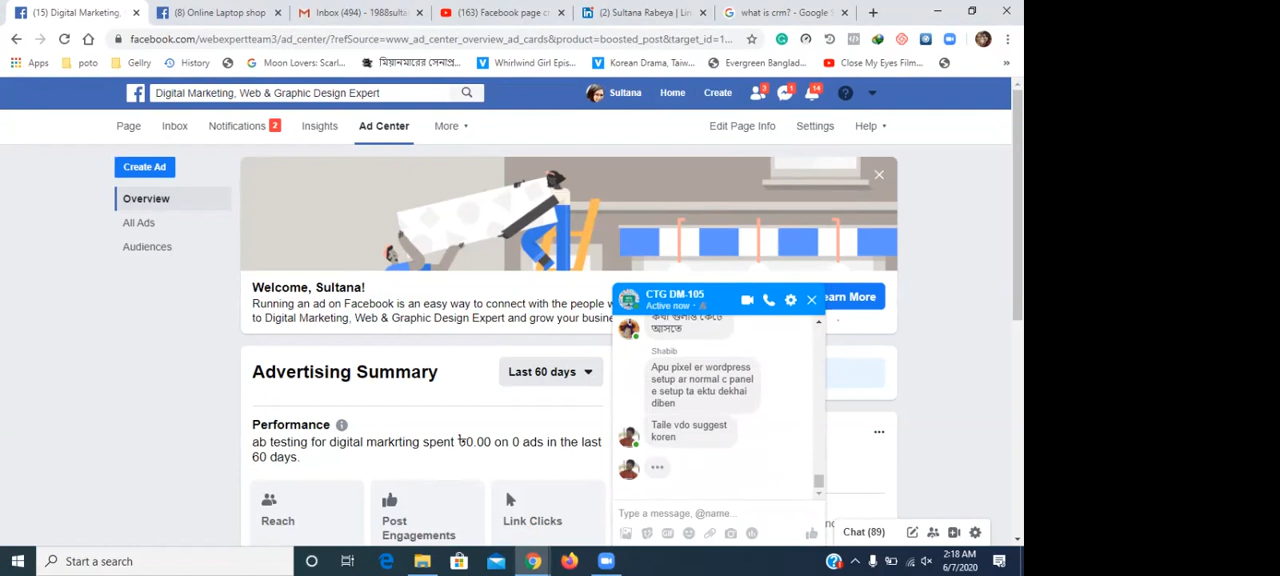 (15) Digital Marketing,
(8) Online Laptop shop
Inbox (494) - 1988sultan
(163) Facebook page cr
(2) Sultana Rabeya | Lin
what is crm? - Google S
facebook.com/webexpertteam3/ad_center/?refSource=www_ad_center_overview_ad_cards&product=boosted_post&target_id=1...
Apps
poto
Gellry
History
Moon Lovers: Scarl...
মিয়ানমারের সেনাপ্র...
Whirlwind Girl Epis...
Korean Drama, Taiw...
Evergreen Banglad...
Close My Eyes Film...
»
Digital Marketing, Web & Graphic Design Expert
Sultana
Home
Create
3
1
14
Page
Inbox
Notifications 2
Insights
Ad Center
More
Edit Page Info
Settings
Help
Create Ad
Overview
All Ads
Audiences
Welcome, Sultana!
Running an ad on Facebook is an easy way to connect with the people
to Digital Marketing, Web & Graphic Design Expert and grow your
earn More
Advertising Summary
Last 60 days
Performance
ab testing for digital markrting spent ৳0.00 on 0 ads in the last
60 days.
Reach
Post
Engagements
Link Clicks
CTG DM-105
Active now
আসতে
Shabib
Apu pixel er wordpress
setup ar normal c panel
e setup ta ektu dekhai
diben
Taile vdo suggest
koren
Type a message, @name...
GIF
Chat (89)
Start a search
2:18 AM
6/7/2020